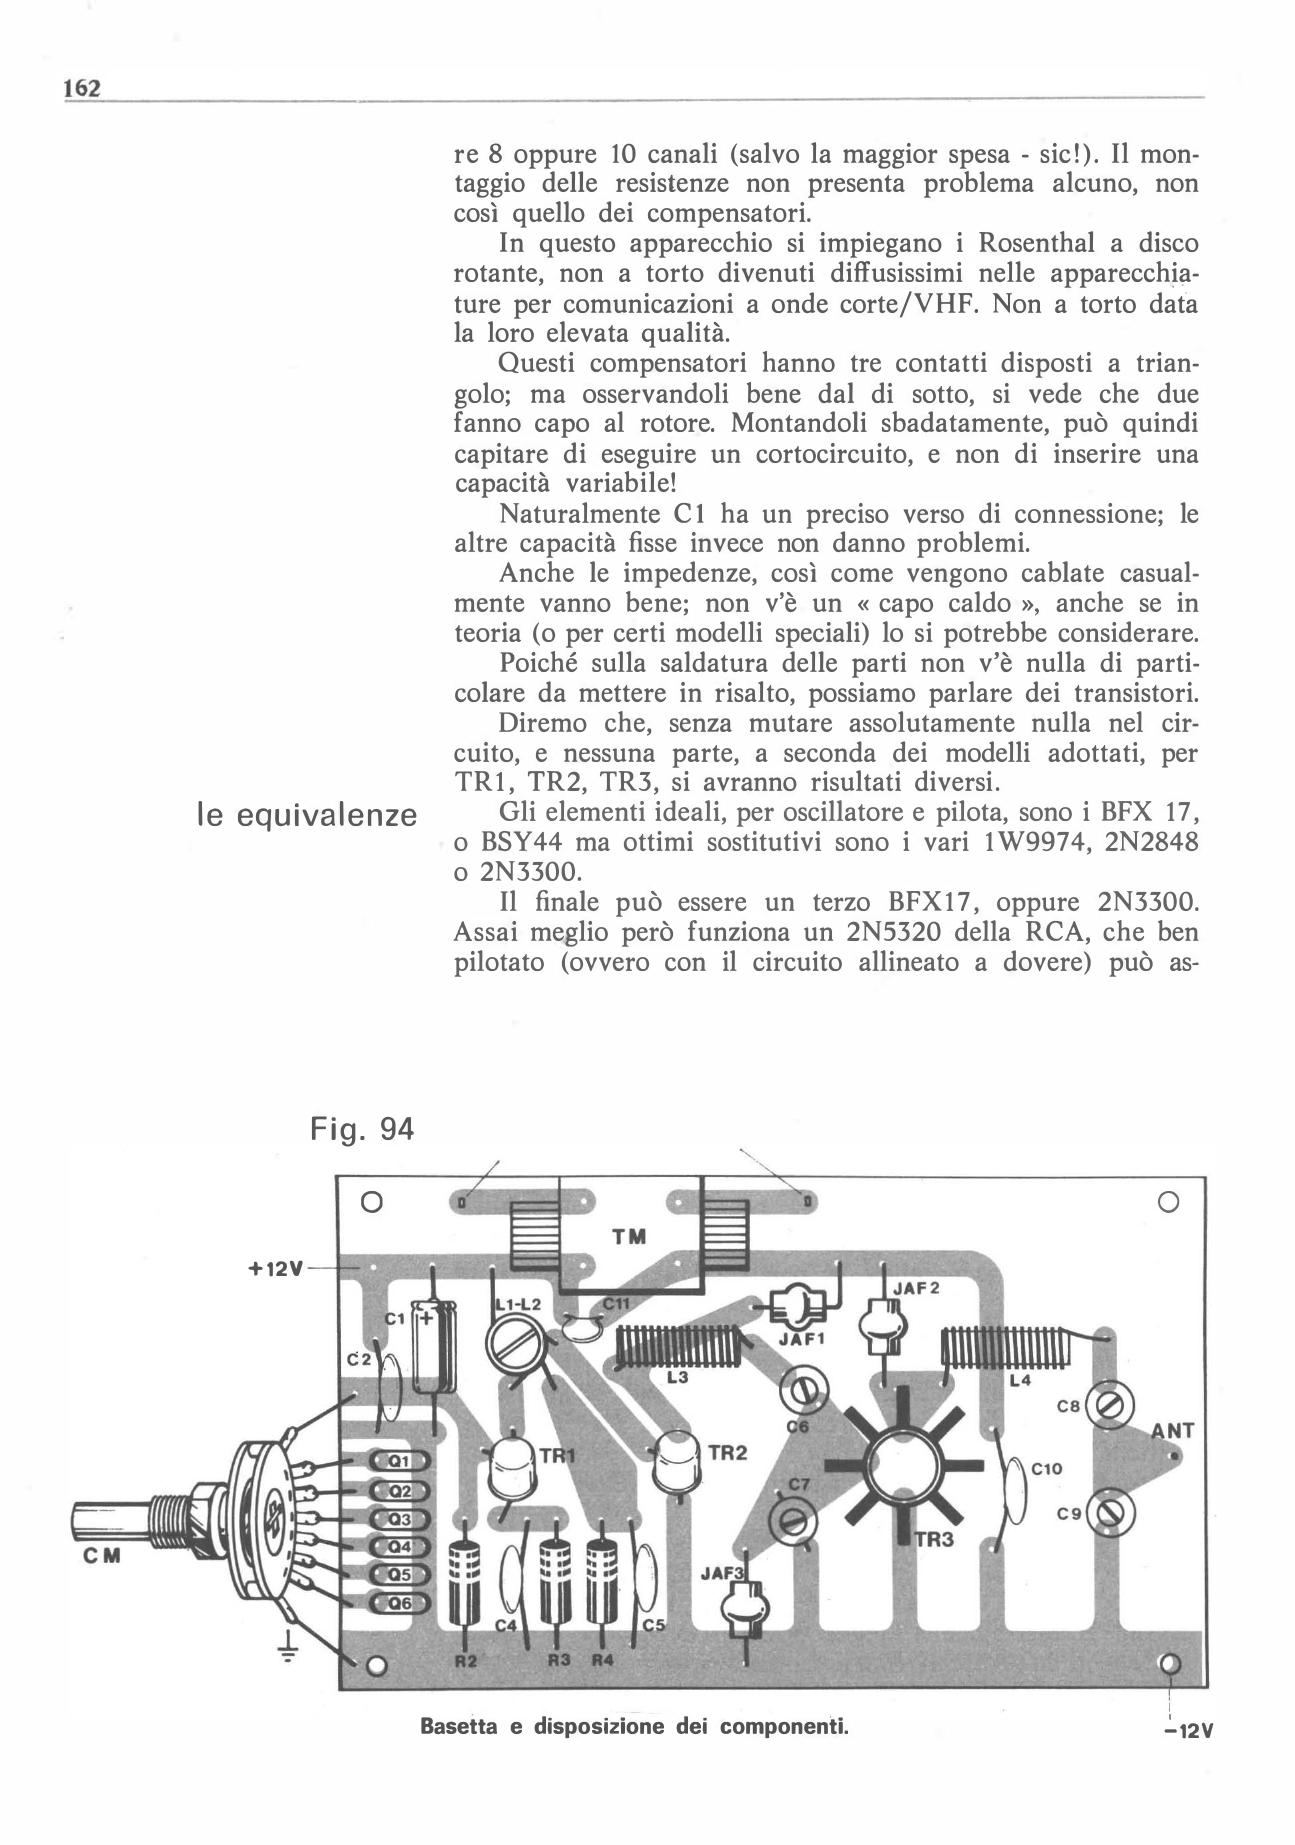 162
re 8 oppure 10 canali (salvo la maggior spesa - sic!). Il mon-
taggio delle resistenze non presenta problema alcuno, non
così quello dei compensatori.
In questo apparecchio si impiegano i Rosenthal a disco
rotante, non a torto divenuti diffusissimi nelle apparecchia-
ture per comunicazioni a onde corte/VHF. Non a torto data
la loro elevata qualità.
Questi compensatori hanno tre contatti disposti a trian-
golo; ma osservandoli bene dal di sotto, si vede che due
fanno capo al rotore. Montandoli sbadatamente, può quindi
capitare di eseguire un cortocircuito, e non di inserire una
capacità variabile!
Naturalmente C1 ha un preciso verso di connessione; le
altre capacità fisse invece non danno problemi.
Anche le impedenze, così come vengono cablate casual-
mente vanno bene; non v'è un « capo caldo », anche se in
teoria (o per certi modelli speciali) lo si potrebbe considerare.
Poiché sulla saldatura delle parti non v'è nulla di parti-
colare da mettere in risalto, possiamo parlare dei transistori.
Diremo che, senza mutare assolutamente nulla nel cir-
cuito, e nessuna parte, a seconda dei modelli adottati, per
TR1, TR2, TR3, si avranno risultati diversi.
le equivalenze
Gli elementi ideali, per oscillatore e pilota, sono i BFX 17,
o BSY44 ma ottimi sostitutivi sono i vari 1W9974, 2N2848
o 2N3300.
Il finale può essere un terzo BFX17, oppure 2N3300.
Assai meglio però funziona un 2N5320 della RCA, che ben
pilotato (ovvero con il circuito allineato a dovere) può as-
Fig. 94
TM
+12V
JAF2
C1
+
L1-L2
C11
JAF1
C2
L3
L4
C8
C6
ANT
Q1
TR1
TR2
C10
Q2
C7
Q3
C9
CM
Q4
TR3
Q5
JAF3
Q6
C4
C5
R2
R3
R4
Basetta e disposizione dei componenti.
-12V